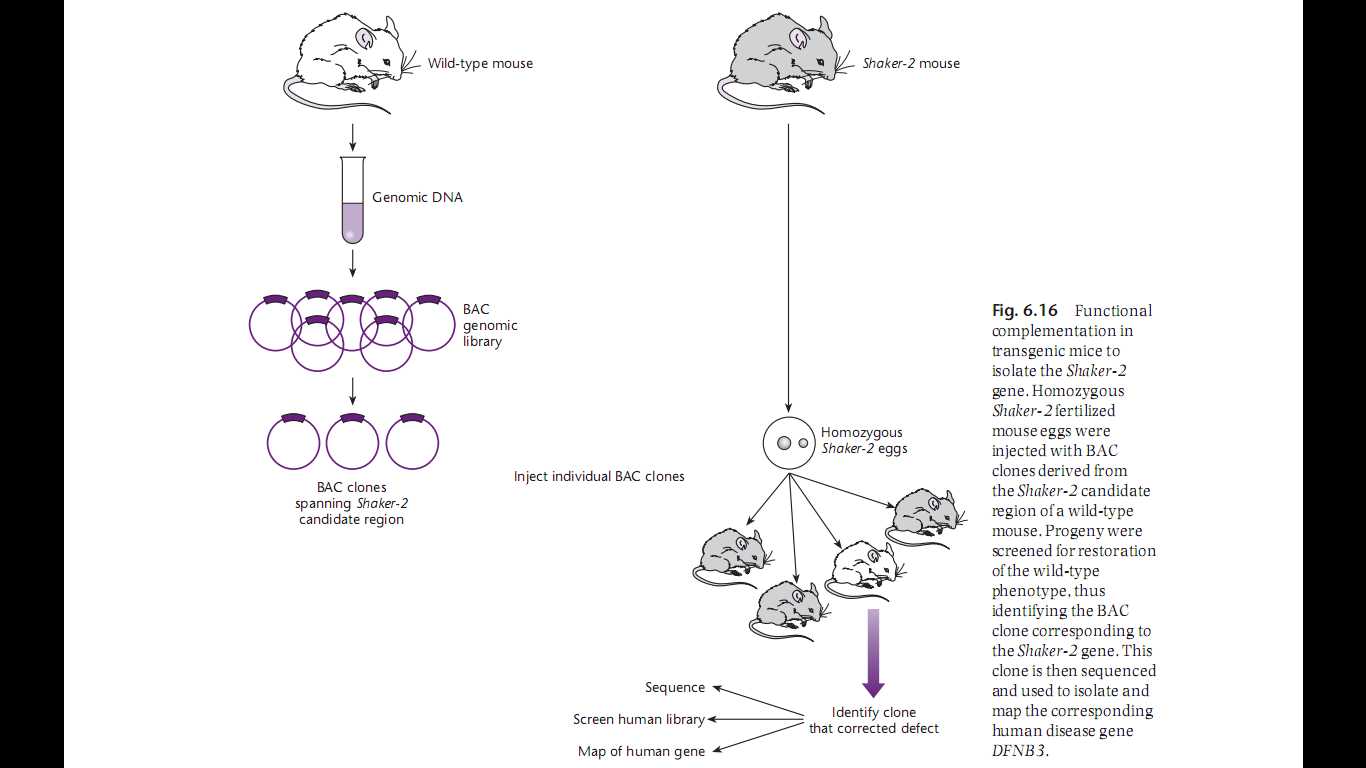 Wild-type mouse
Shaker-2 mouse
Genomic DNA
BAC
genomic
library
BAC clones
spanning Shaker-2
candidate region
Homozygous
Shaker-2 eggs
Inject individual BAC clones
Identify clone
that corrected defect
Sequence
Screen human library
Map of human gene
Fig. 6.16 Functional
complementation in
transgenic mice to
isolate the Shaker-2
gene. Homozygous
Shaker-2 fertilized
mouse eggs were
injected with BAC
clones derived from
the Shaker-2 candidate
region of a wild-type
mouse. Progeny were
screened for restoration
of the wild-type
phenotype, thus
identifying the BAC
clone corresponding to
the Shaker-2 gene. This
clone is then sequenced
and used to isolate and
map the corresponding
human disease gene
DFNB3.